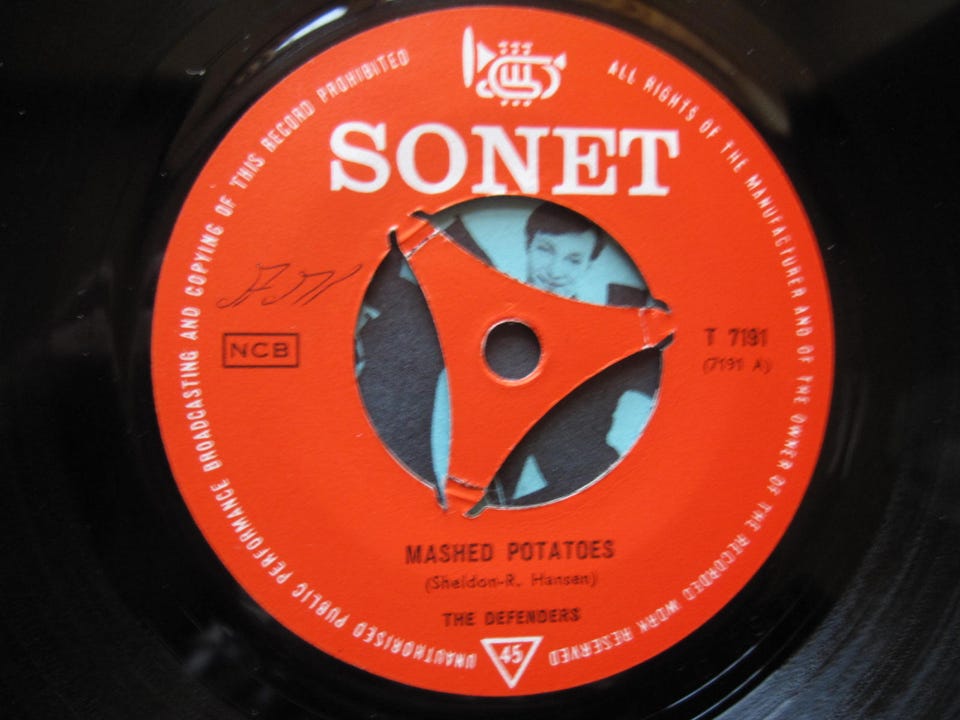 UNAUTHORISED PUBLIC PERFORMANCE BROADCASTING AND COPYING OF THIS RECORD PROHIBITED
ALL RIGHTS OF THE MANUFACTURER AND OF THE OWNER OF THE RECORDED WORK RESERVED
SONET
NCB
T 7191
(7191 A)
MASHED POTATOES
(Sheldon-R. Hansen)
THE DEFENDERS
45